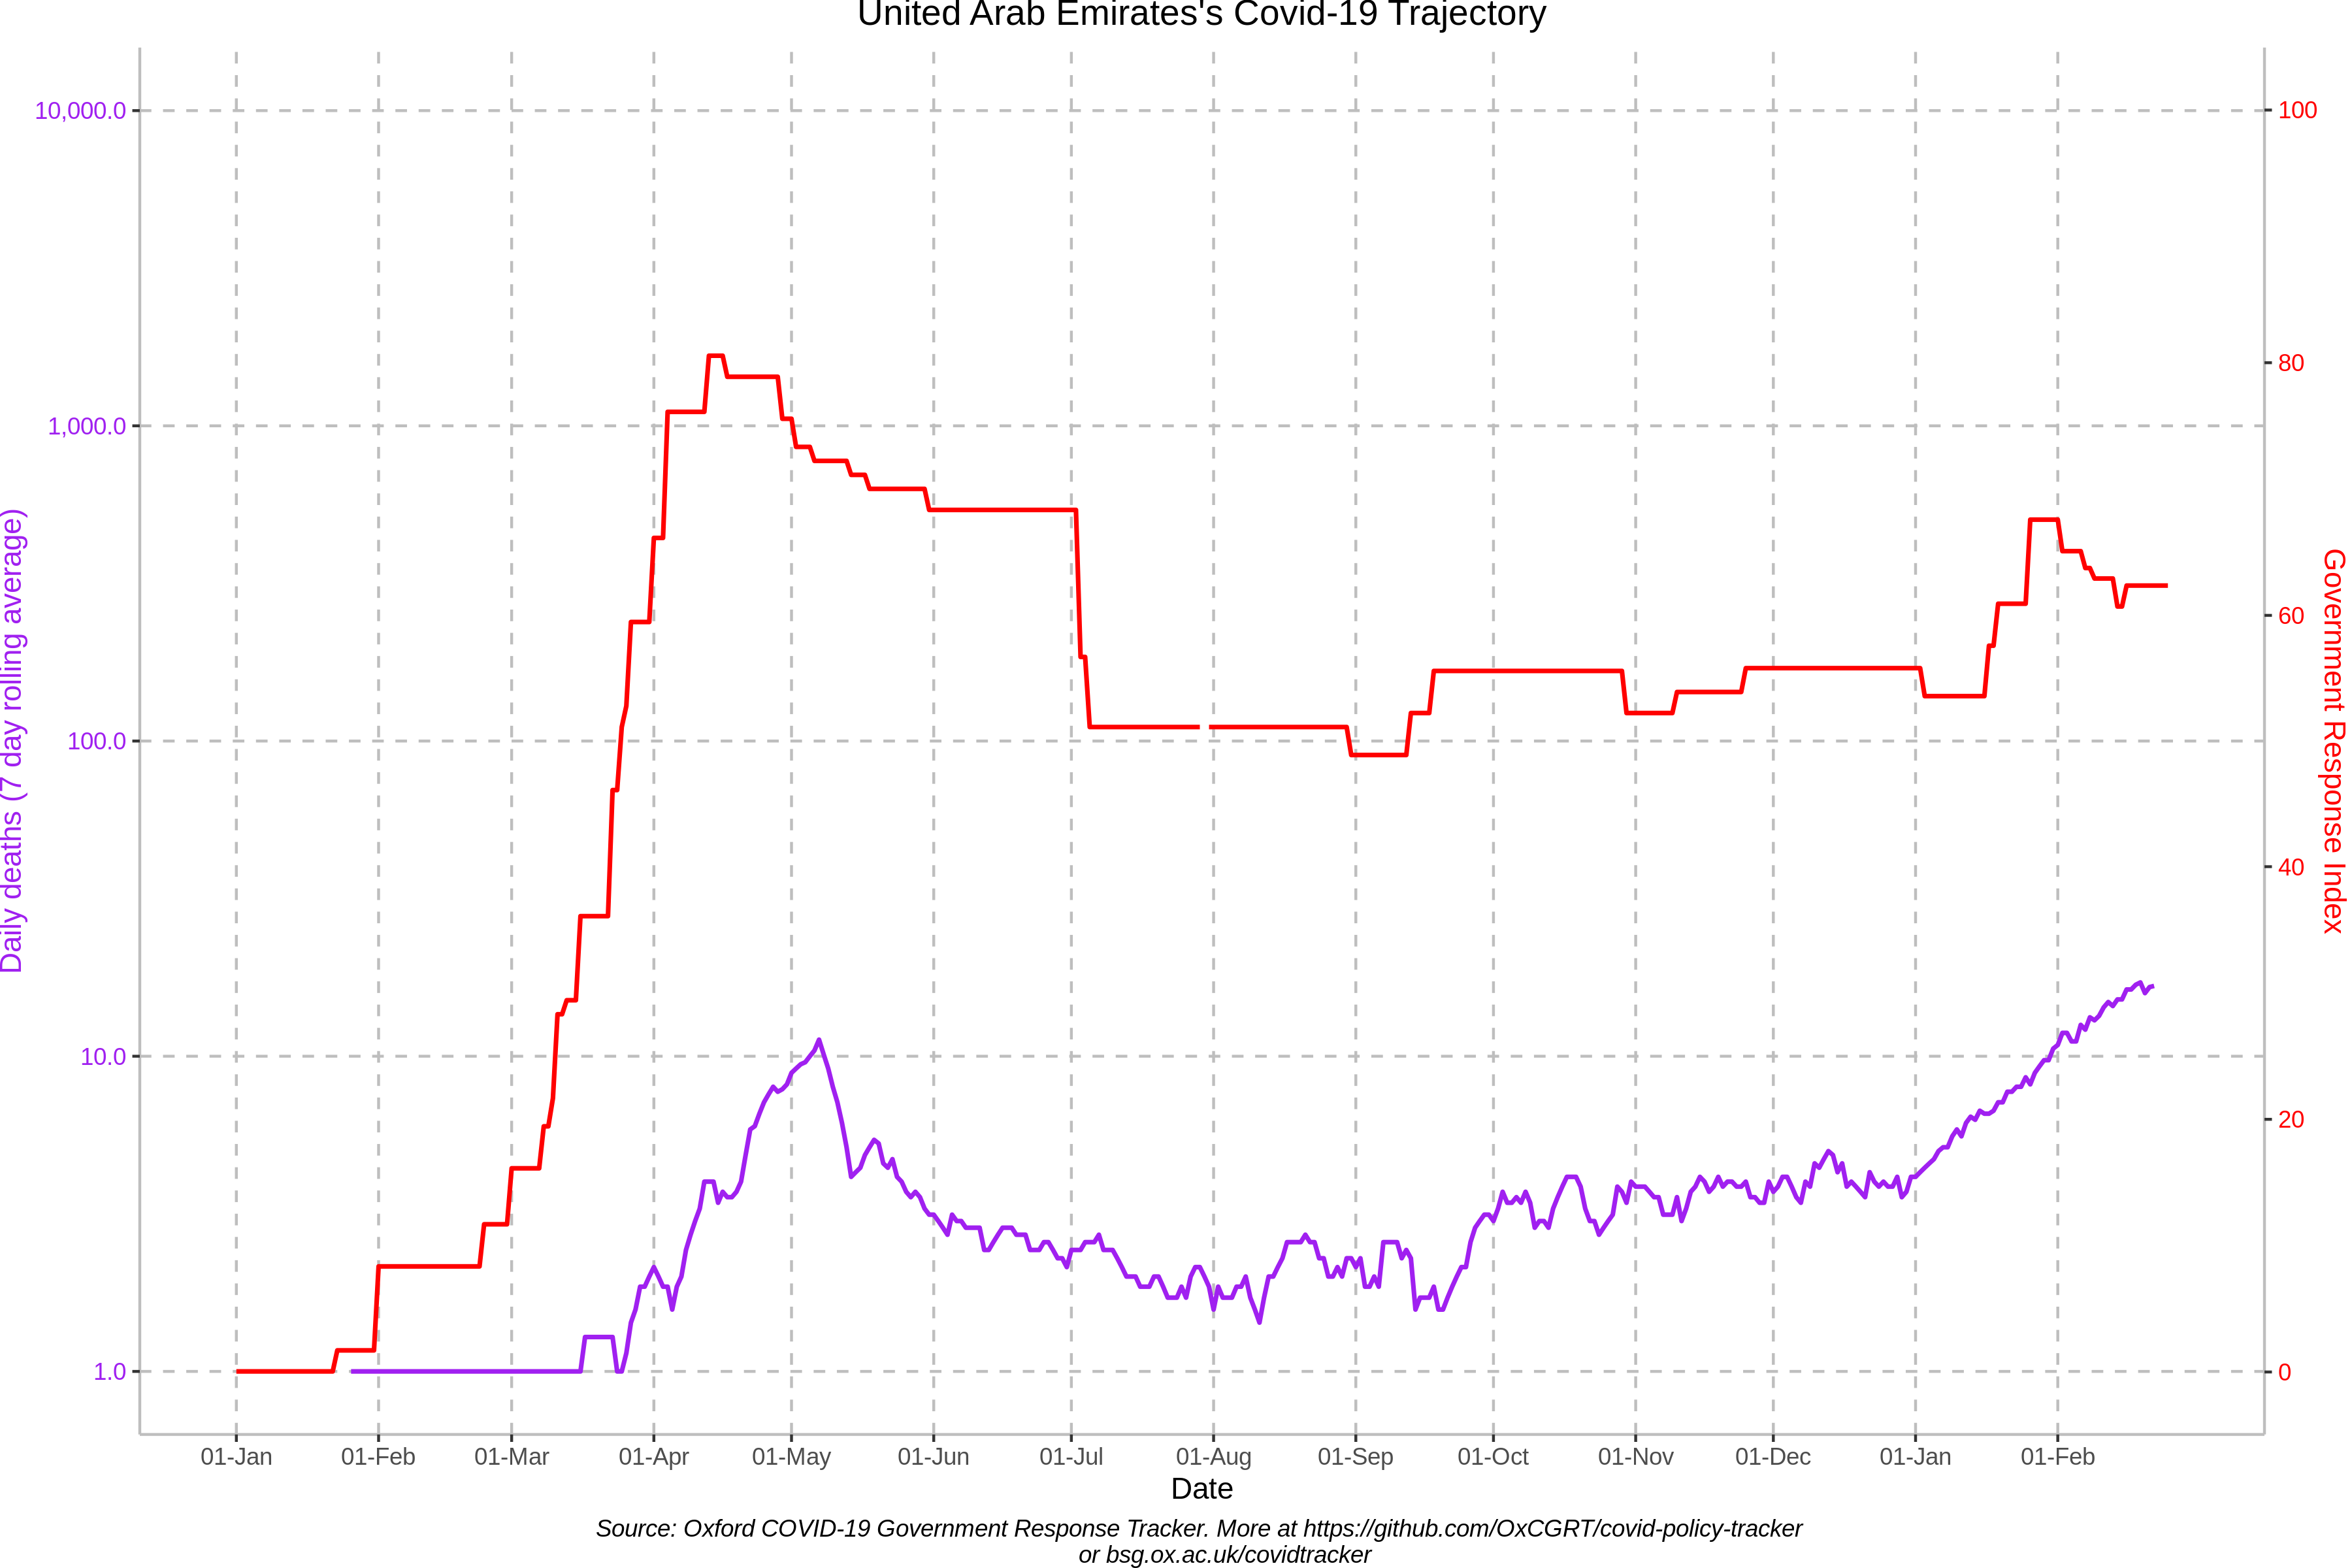 United Arab Emirates's Covid-19 Trajectory
10,000.0
1,000.0
100.0
10.0
1.0
Daily deaths (7 day rolling average)
100
80
60
40
20
0
Government Response Index
01-Jan 01-Feb 01-Mar 01-Apr 01-May 01-Jun 01-Jul 01-Aug 01-Sep 01-Oct 01-Nov 01-Dec 01-Jan 01-Feb
Date
Source: Oxford COVID-19 Government Response Tracker. More at https://github.com/OxCGRT/covid-policy-tracker
or bsg.ox.ac.uk/covidtracker